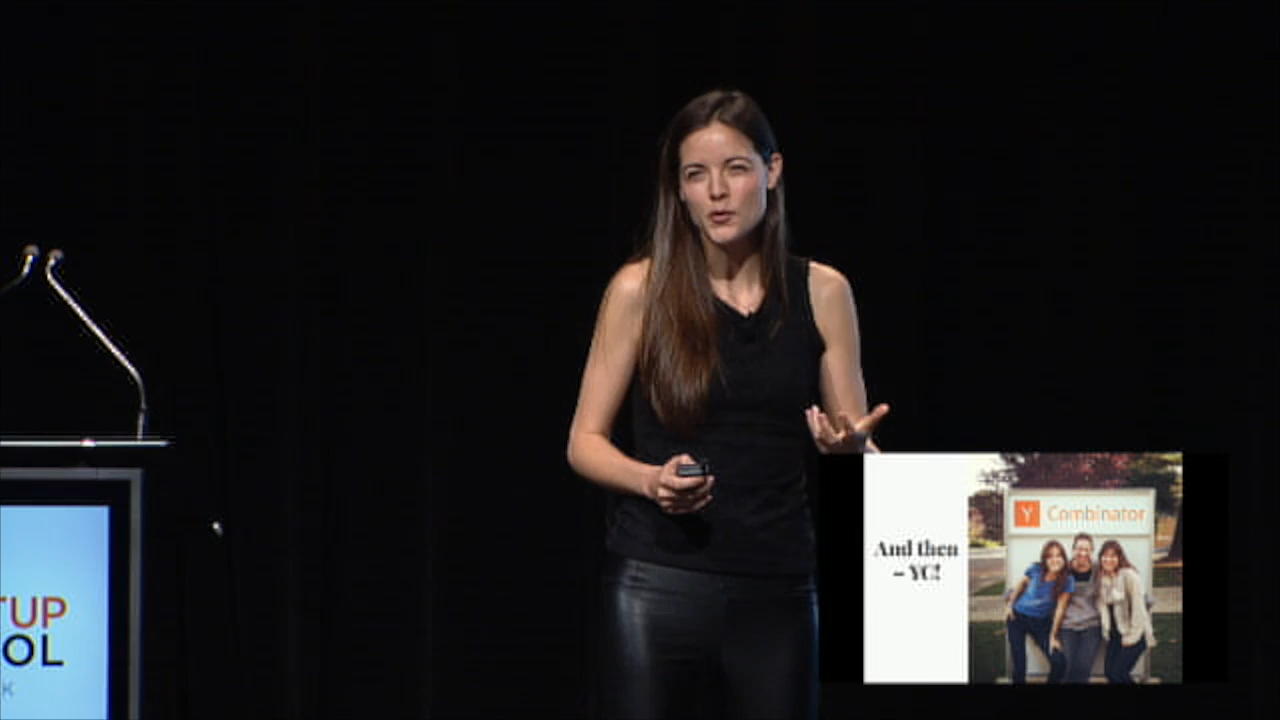 TUP
OL
K
And then
– YC!
Y Combinator